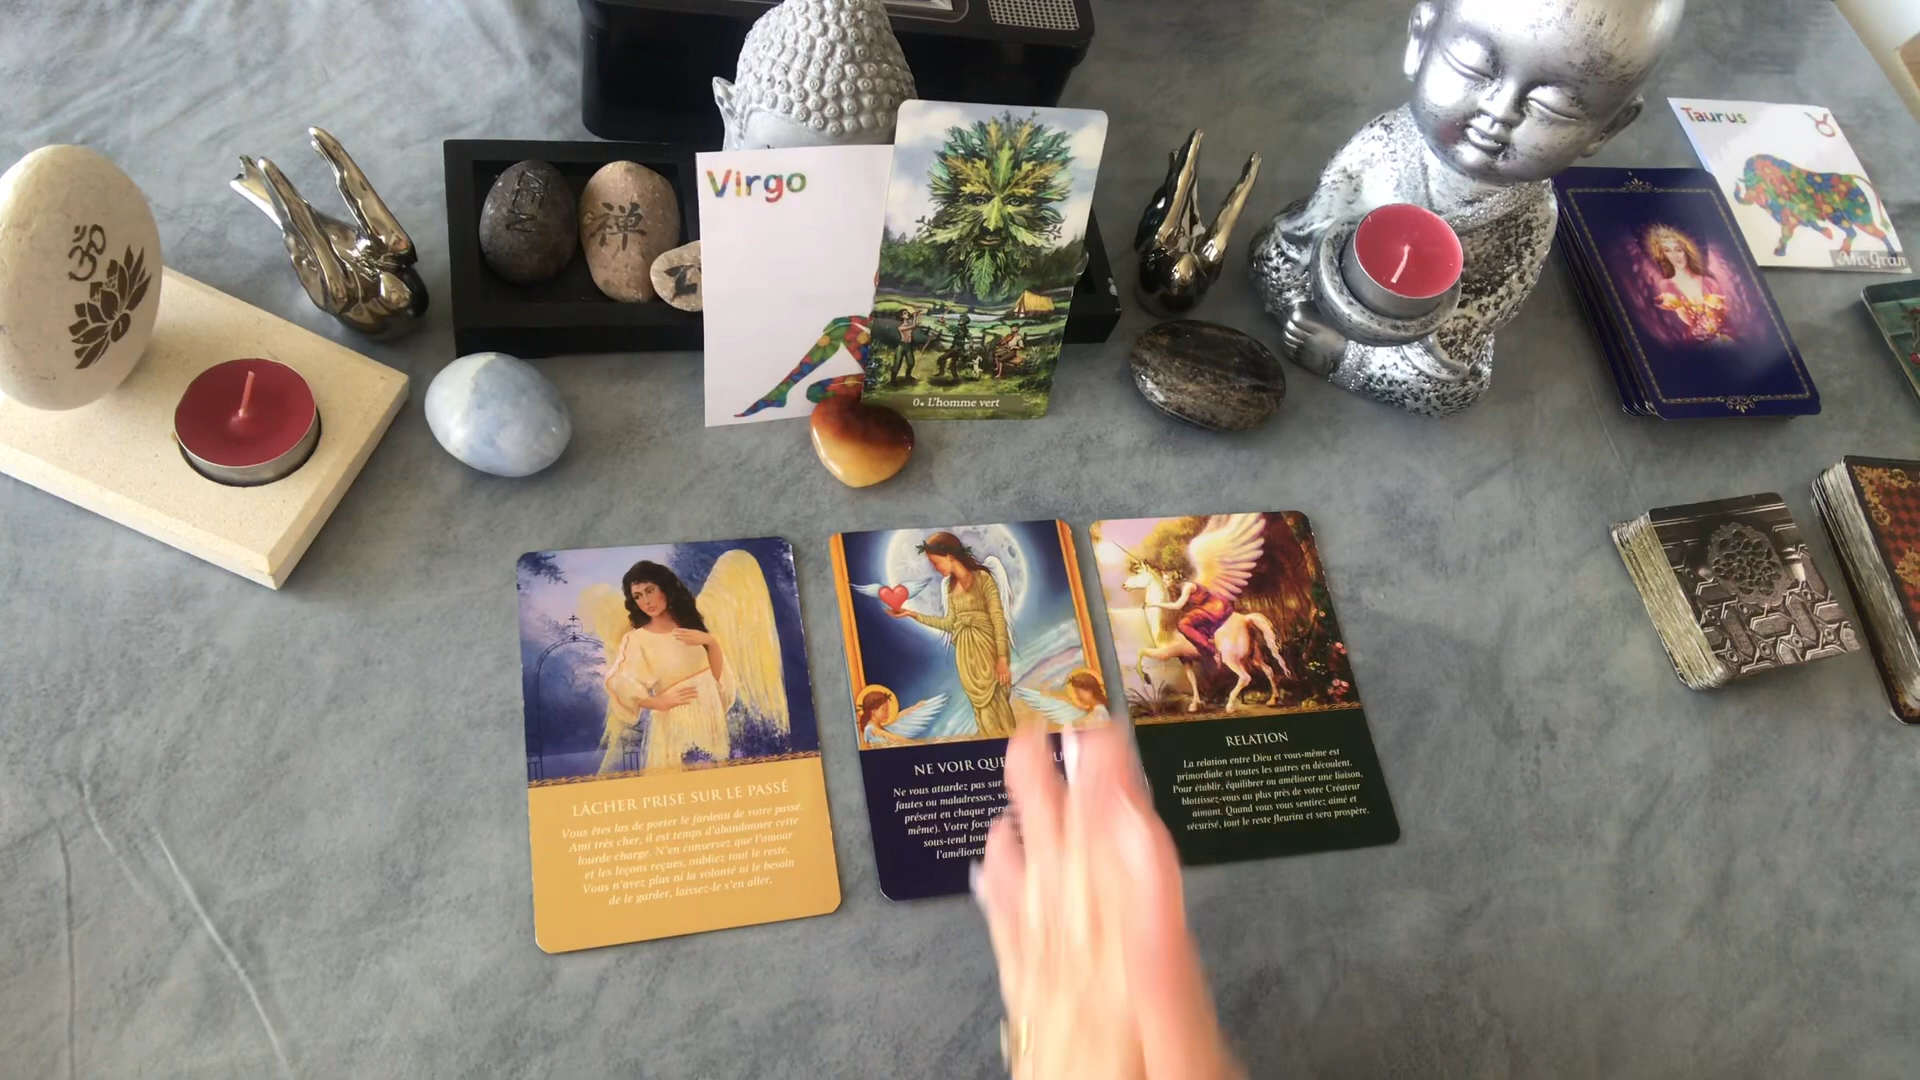 ZEN
禅
Z
Virgo
0. L'homme vert
Taurus
ॐ
LÂCHER PRISE SUR LE PASSÉ
Vous êtes las de porter le fardeau de votre passé.
Ami très cher, il est temps d'abandonner cette
lourde charge. N'en conservez que l'amour
et les leçons reçues, oubliez tout le reste.
Vous n'avez plus ni la volonté ni le besoin
de le garder, laissez-le s'en aller.
NE VOIR QUE
Ne vous attardez pas sur
fautes ou maladresses,
présent en chaque
même). Votre
sous-tend
RELATION
La relation entre Dieu et vous-même est
primordiale et toutes les autres en découlent.
Pour établir, équilibrer ou améliorer une liaison,
blottissez-vous au plus près de votre Créateur
aimant. Quand vous vous sentirez aimé et
sécurisé, tout le reste fleurira et sera prospère.